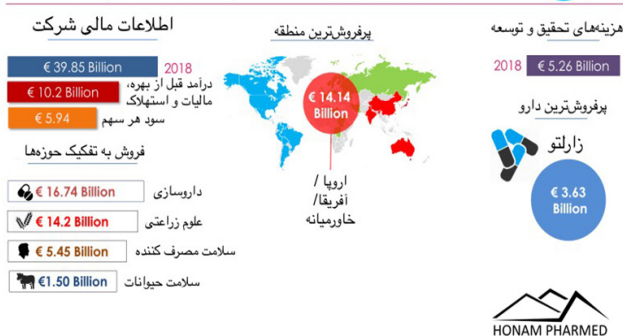 اطلاعات مالی شرکت
€ 39.85 Billion 2018
€ 10.2 Billion درآمد قبل از بهره، مالیات و استهلاک
€ 5.94 سود هر سهم
فروش به تفکیک حوزه‌ها
€ 16.74 Billion داروسازی
€ 14.2 Billion علوم زراعتی
€ 5.45 Billion سلامت مصرف کننده
€1.50 Billion سلامت حیوانات
پرفروش‌ترین منطقه
€ 14.14
Billion
اروپا /
آفریقا/
خاورمیانه
هزینه‌های تحقیق و توسعه
2018 € 5.26 Billion
پرفروش‌ترین دارو
زارلتو
€ 3.63
Billion
HONAM PHARMED